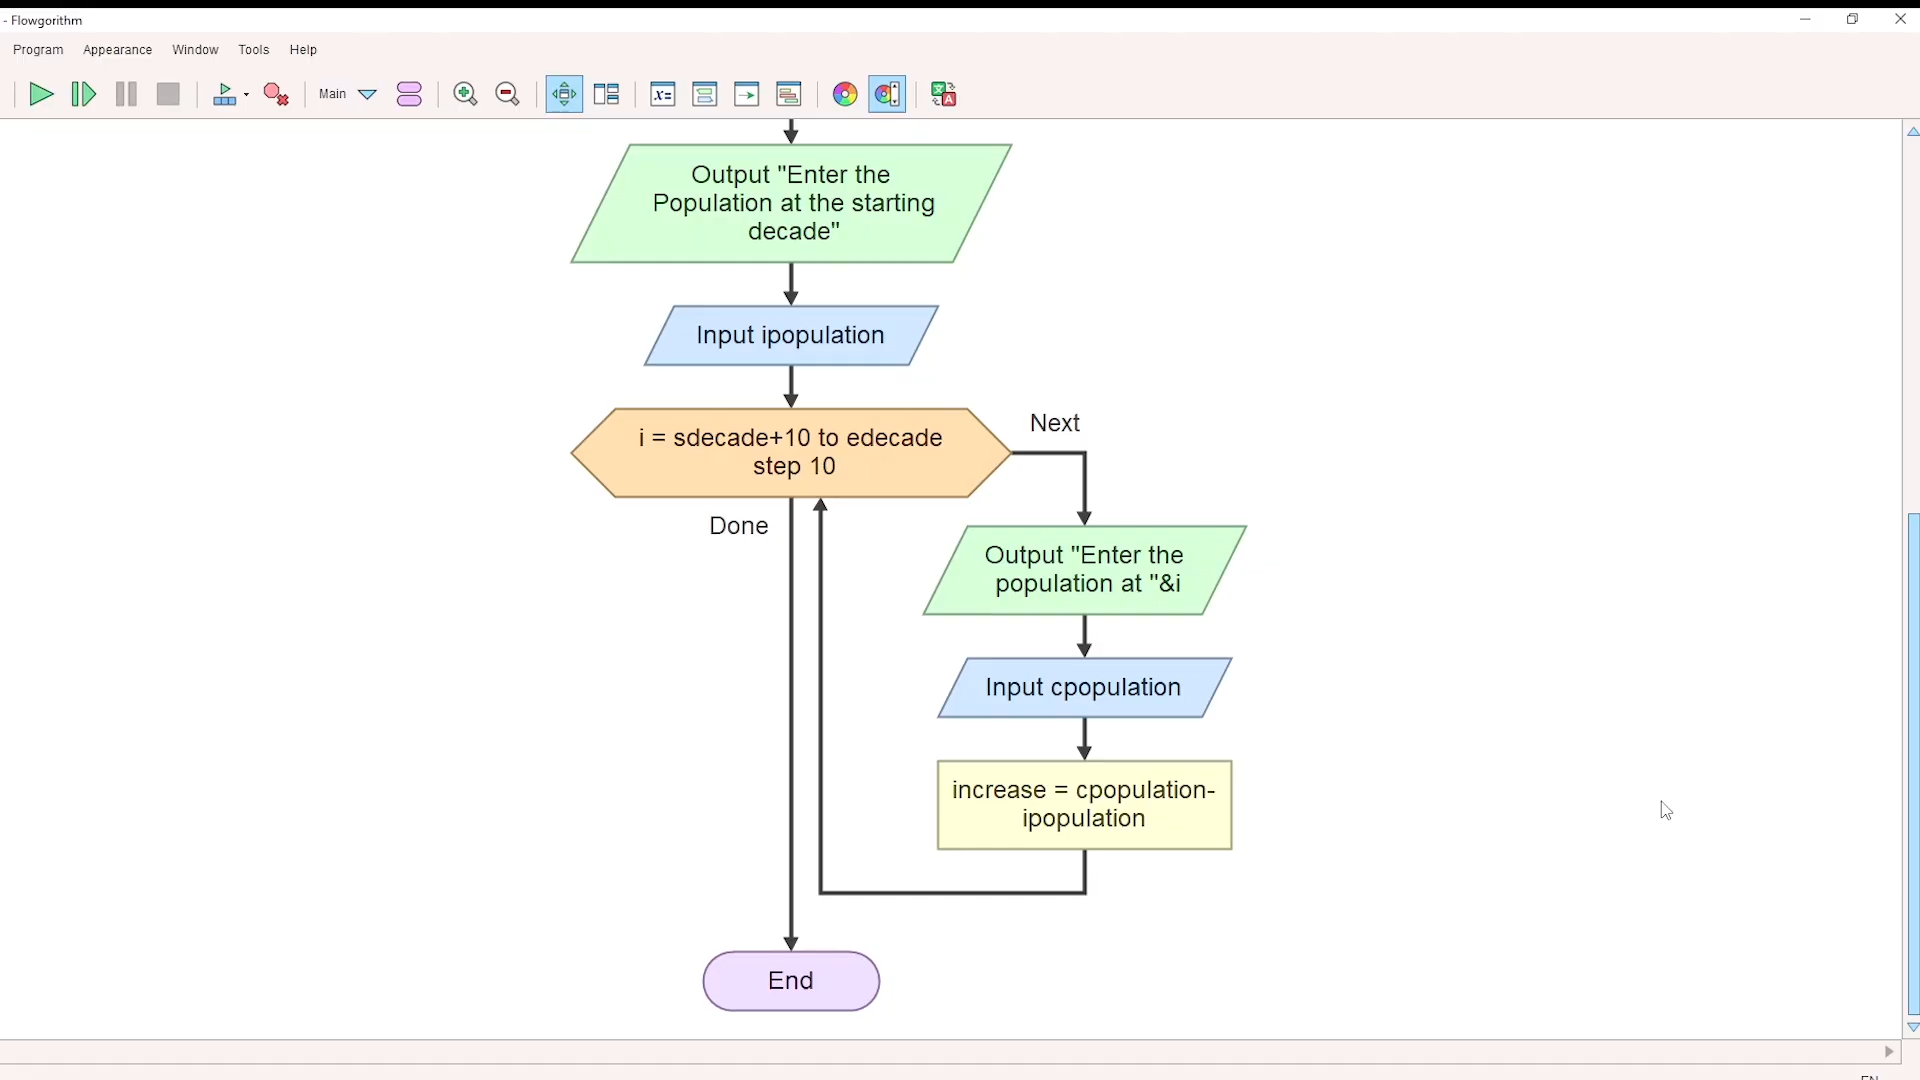 - Flowgorithm
Program Appearance Window Tools Help
Main
Output "Enter the
Population at the starting
decade"
Input ipopulation
i = sdecade+10 to edecade
step 10
Next
Done
Output "Enter the
population at "&i
Input cpopulation
increase = cpopulation-
ipopulation
End